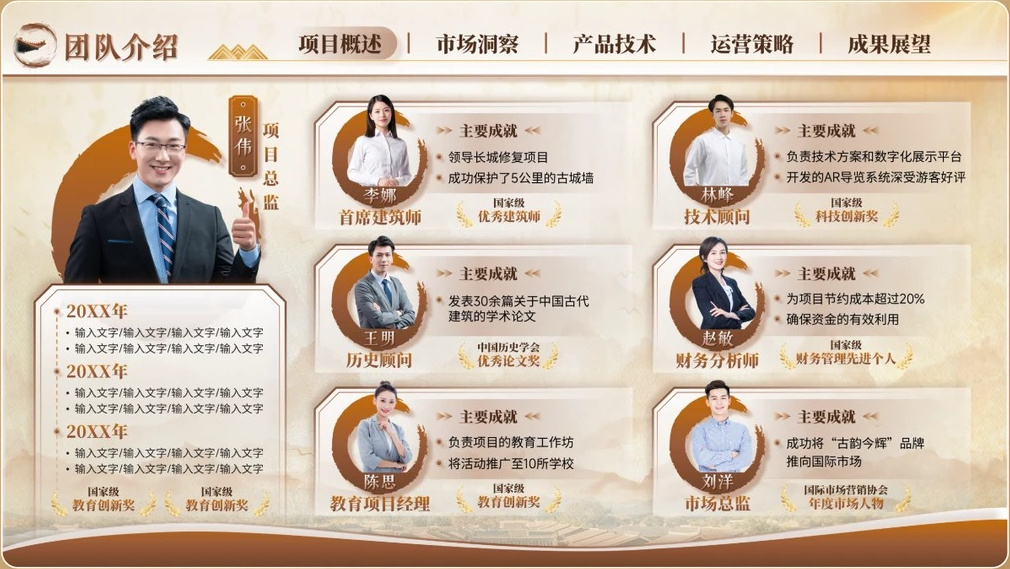 团队介绍
项目概述
市场洞察
产品技术
运营策略
成果展望
张伟
项目总监
20XX年
• 输入文字/输入文字/输入文字/输入文字
• 输入文字/输入文字/输入文字/输入文字
20XX年
• 输入文字/输入文字/输入文字/输入文字
• 输入文字/输入文字/输入文字/输入文字
20XX年
• 输入文字/输入文字/输入文字/输入文字
• 输入文字/输入文字/输入文字/输入文字
国家级
教育创新奖
国家级
教育创新奖
李娜
首席建筑师
主要成就
领导长城修复项目
成功保护了5公里的古城墙
国家级
优秀建筑师
林峰
技术顾问
主要成就
负责技术方案和数字化展示平台
开发的AR导览系统深受游客好评
国家级
科技创新奖
王明
历史顾问
主要成就
发表30余篇关于中国古代
建筑的学术论文
中国历史学会
优秀论文奖
赵敏
财务分析师
主要成就
为项目节约成本超过20%
确保资金的有效利用
国家级
财务管理先进个人
陈思
教育项目经理
主要成就
负责项目的教育工作坊
将活动推广至10所学校
国家级
教育创新奖
刘洋
市场总监
主要成就
成功将“古韵今辉”品牌
推向国际市场
国际市场营销协会
年度市场人物